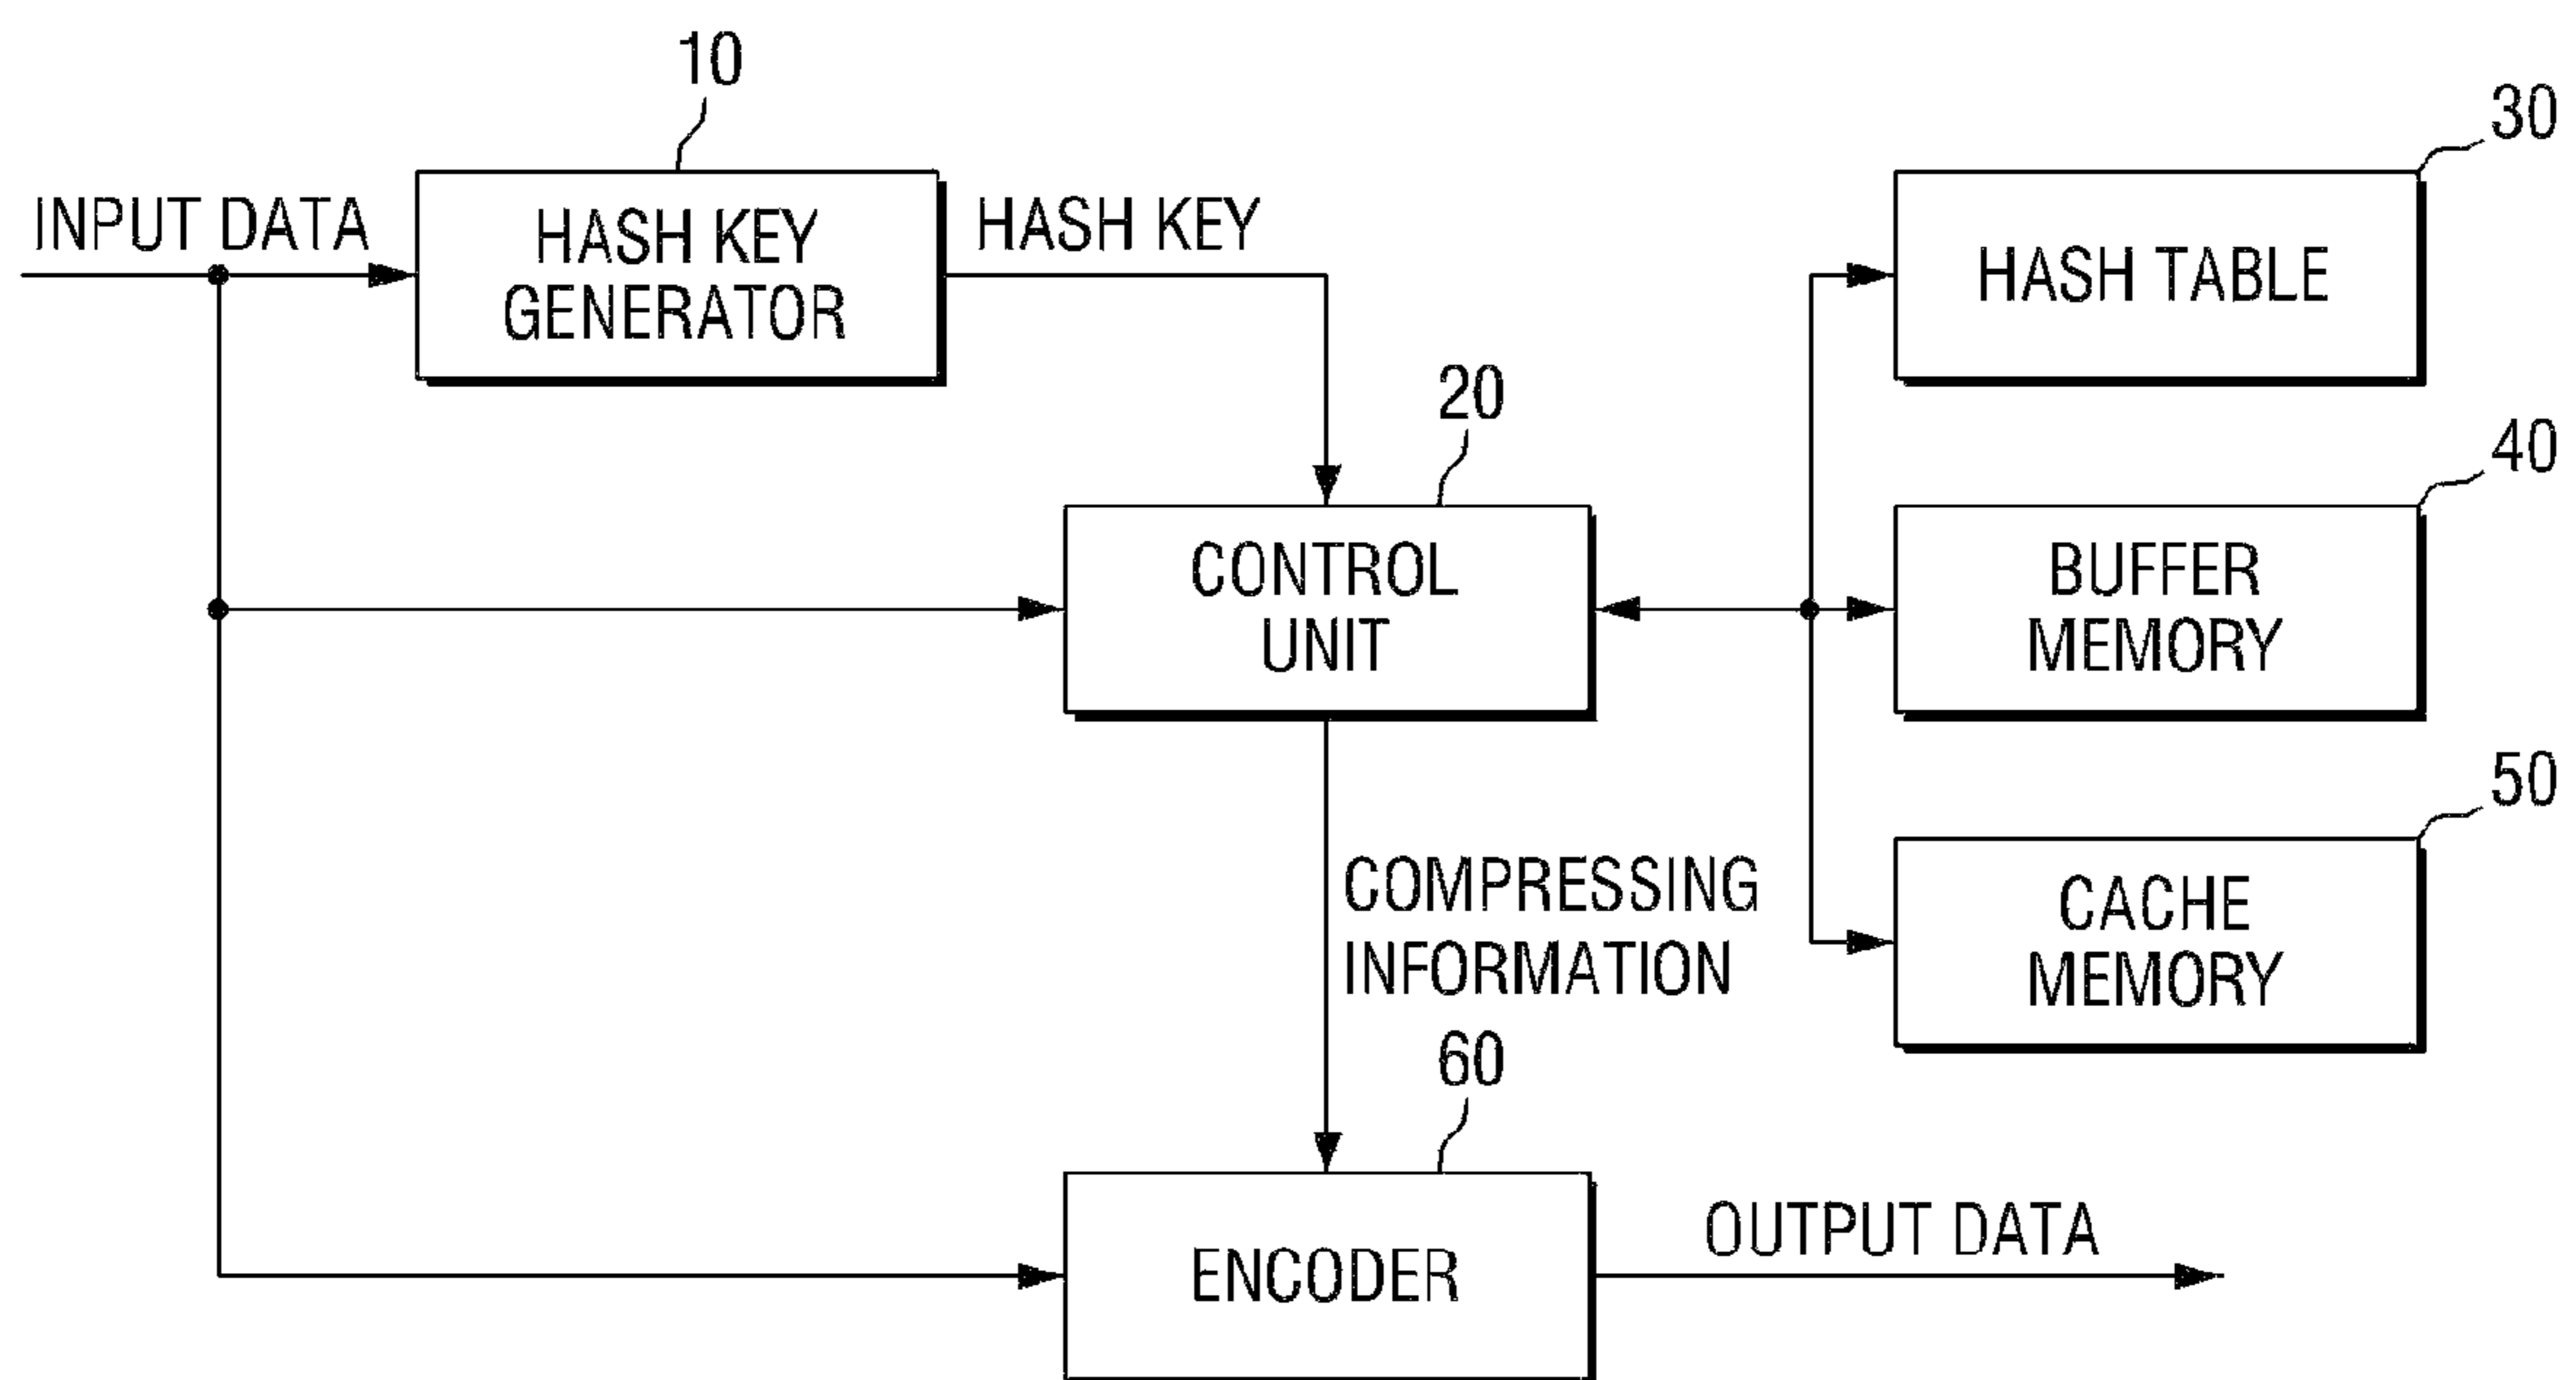 10
30
INPUT DATA
HASH KEY
GENERATOR
HASH KEY
HASH TABLE
20
40
CONTROL
UNIT
BUFFER
MEMORY
50
COMPRESSING
INFORMATION
CACHE
MEMORY
60
ENCODER
OUTPUT DATA